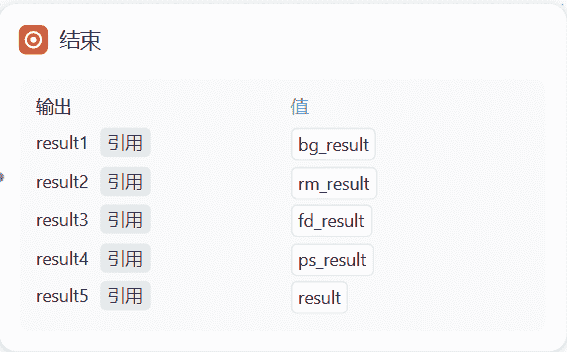 结束
输出 值
result1 引用 bg_result
result2 引用 rm_result
result3 引用 fd_result
result4 引用 ps_result
result5 引用 result